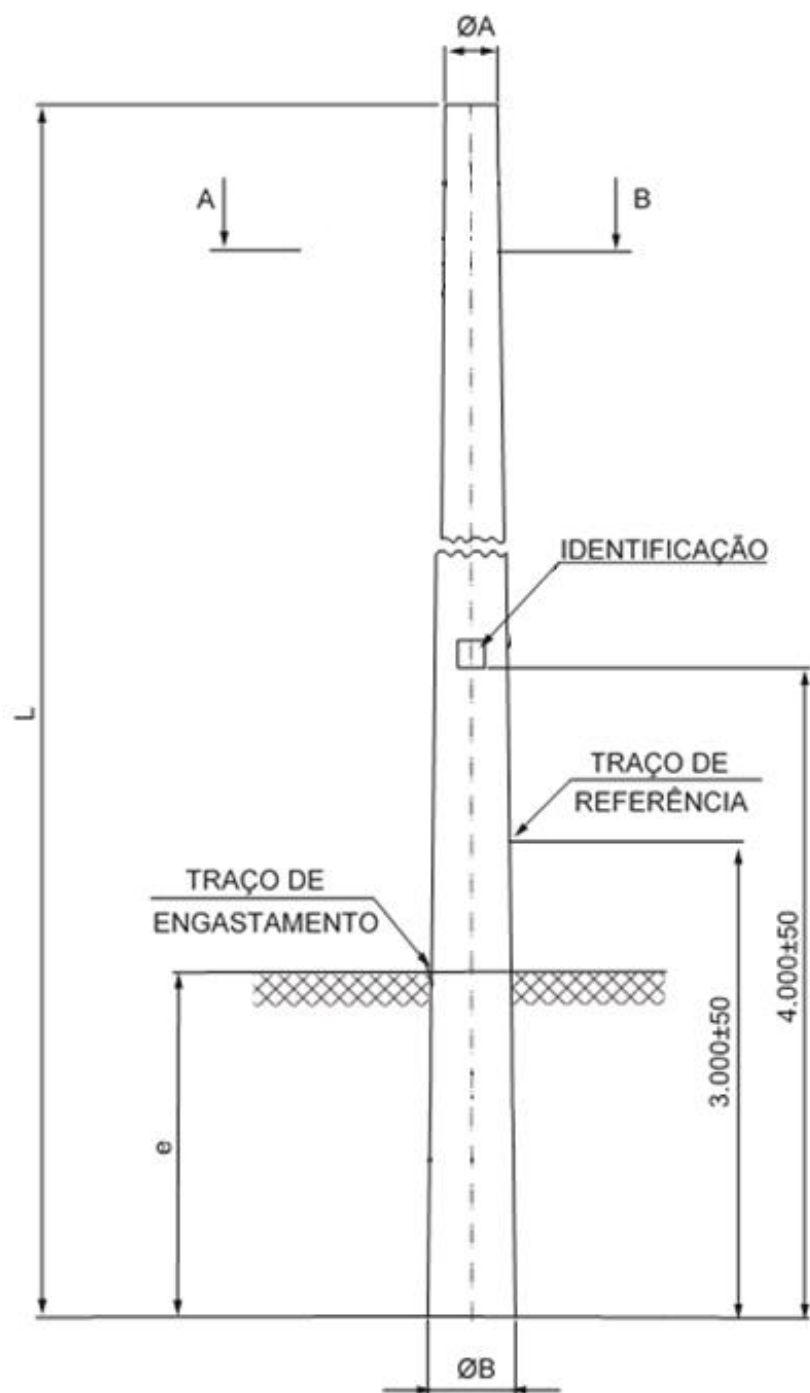 ØA
A
B
IDENTIFICAÇÃO
L
TRAÇO DE
REFERÊNCIA
TRAÇO DE
ENGASTAMENTO
4.000±50
3.000±50
e
ØB